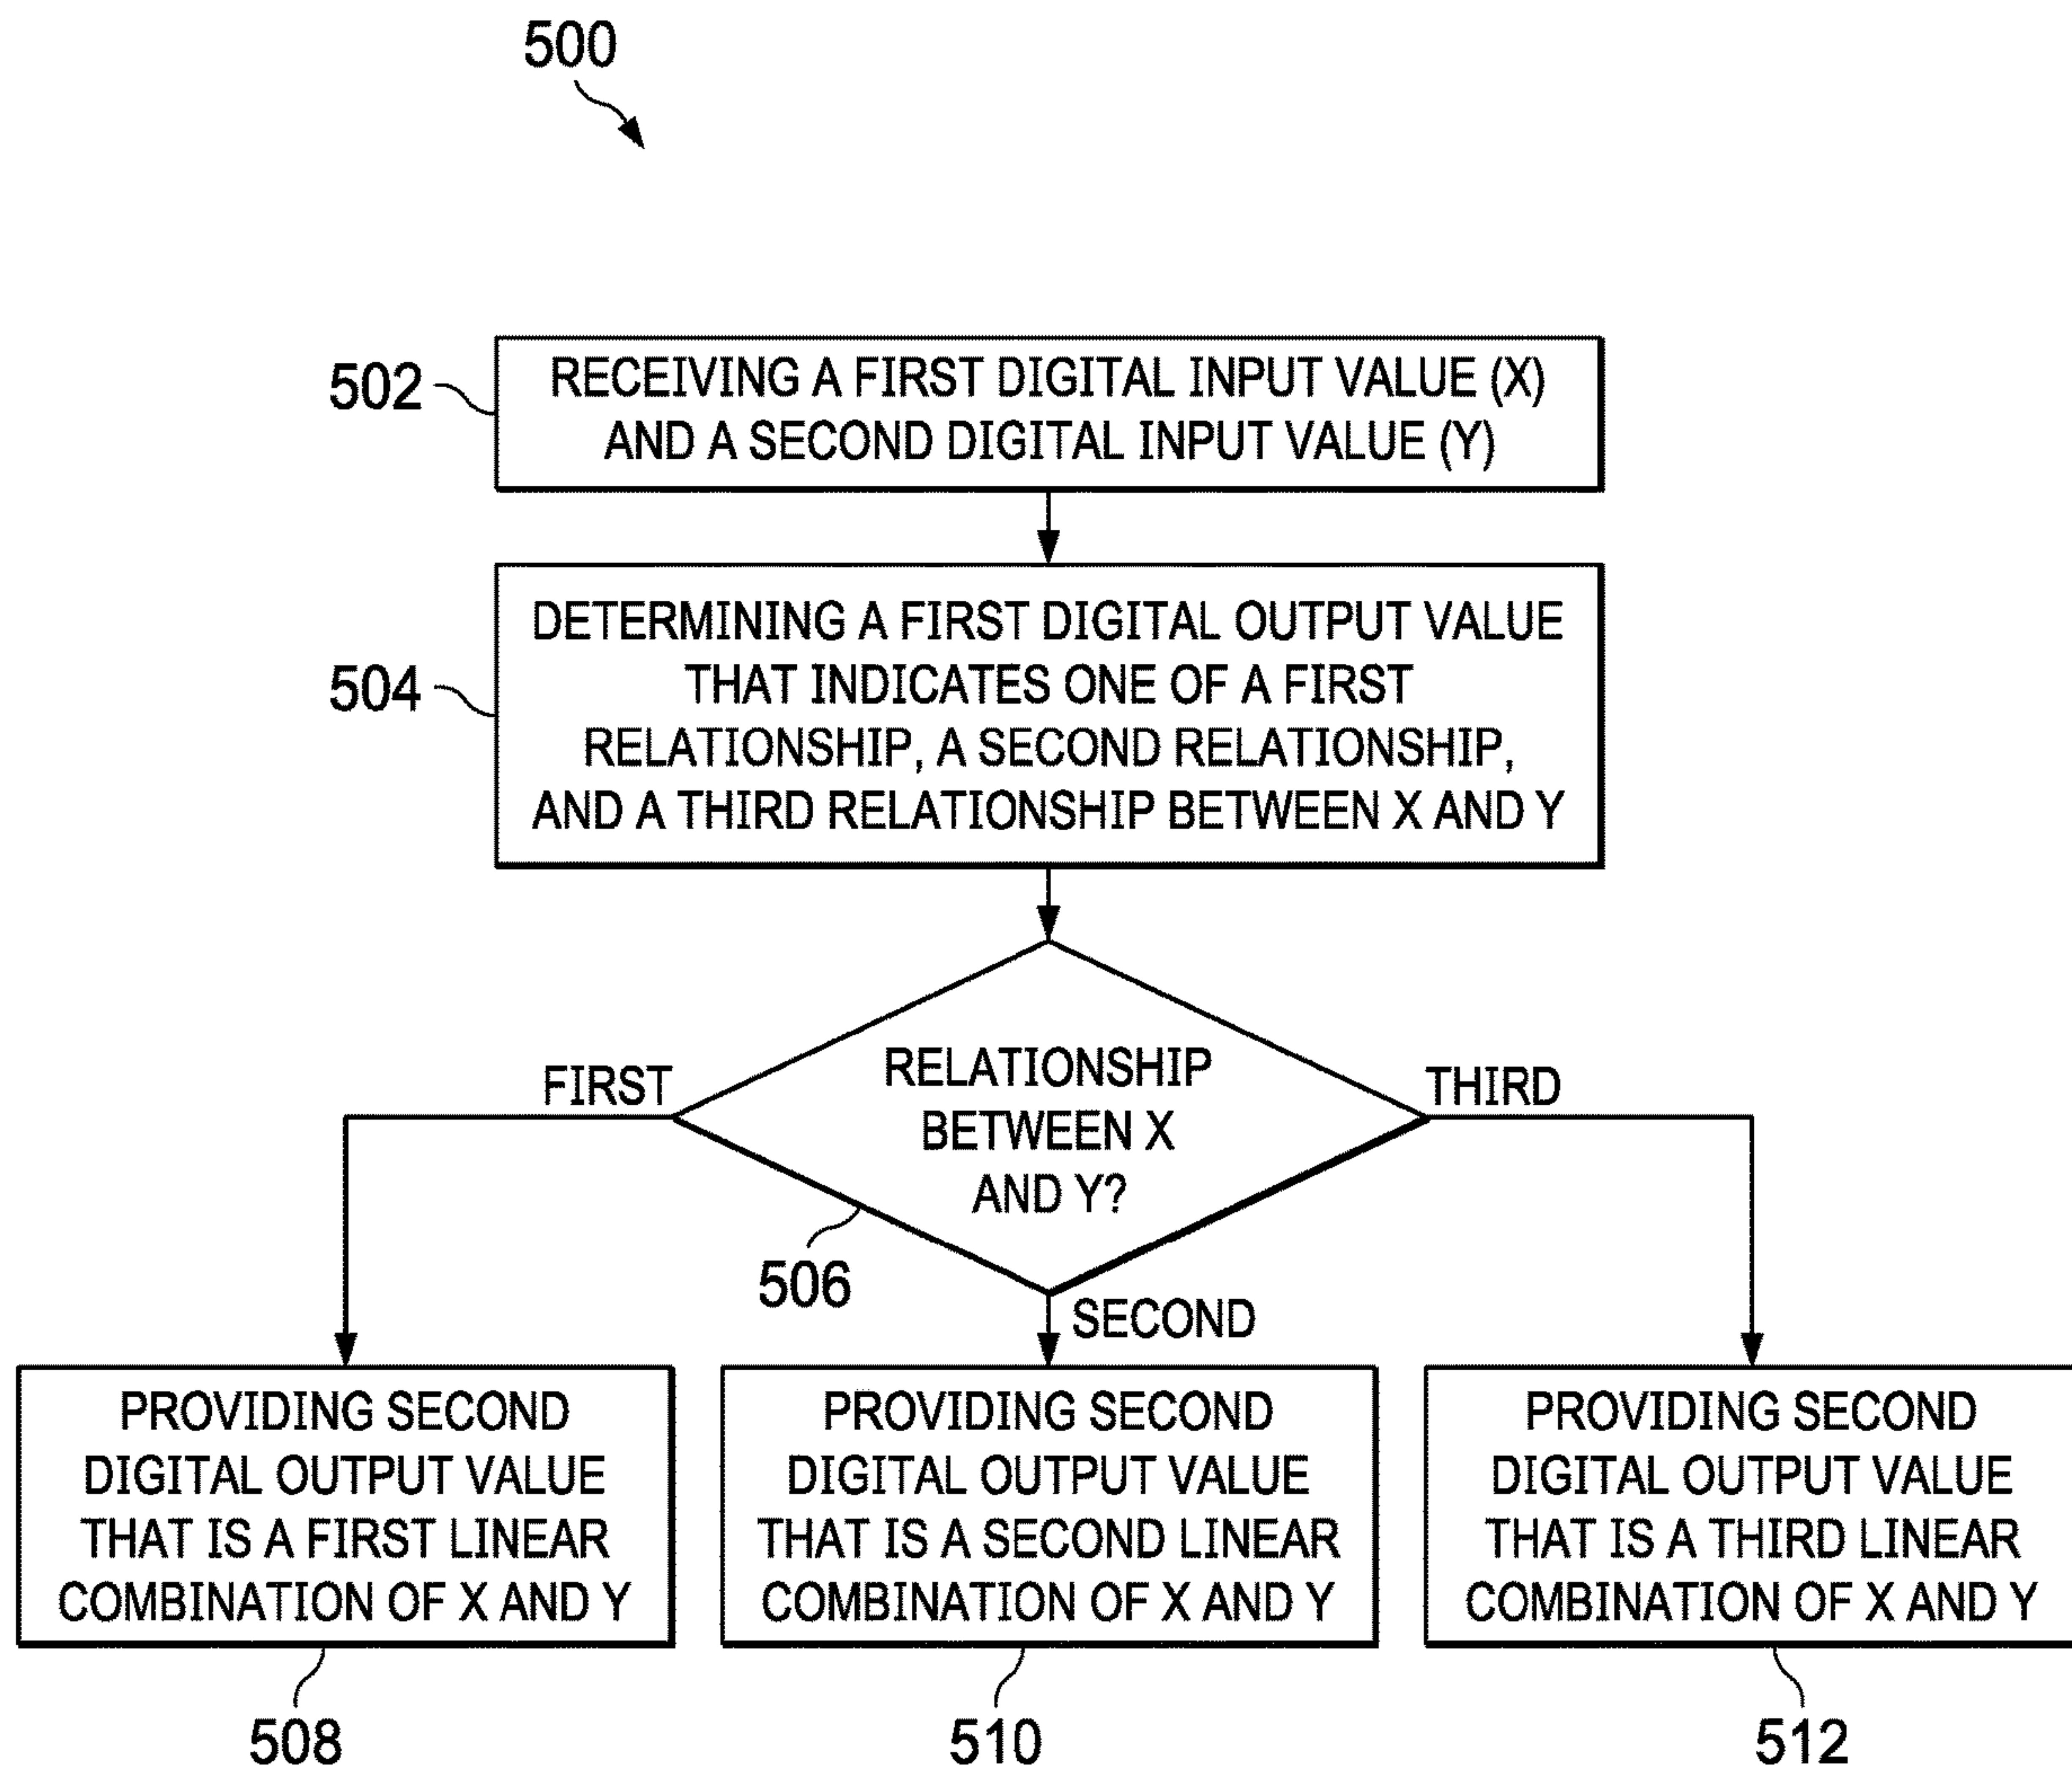 500
502
RECEIVING A FIRST DIGITAL INPUT VALUE (X)
AND A SECOND DIGITAL INPUT VALUE (Y)
504
DETERMINING A FIRST DIGITAL OUTPUT VALUE
THAT INDICATES ONE OF A FIRST
RELATIONSHIP, A SECOND RELATIONSHIP,
AND A THIRD RELATIONSHIP BETWEEN X AND Y
FIRST
RELATIONSHIP
BETWEEN X
AND Y?
THIRD
506
SECOND
PROVIDING SECOND
DIGITAL OUTPUT VALUE
THAT IS A FIRST LINEAR
COMBINATION OF X AND Y
508
PROVIDING SECOND
DIGITAL OUTPUT VALUE
THAT IS A SECOND LINEAR
COMBINATION OF X AND Y
510
PROVIDING SECOND
DIGITAL OUTPUT VALUE
THAT IS A THIRD LINEAR
COMBINATION OF X AND Y
512